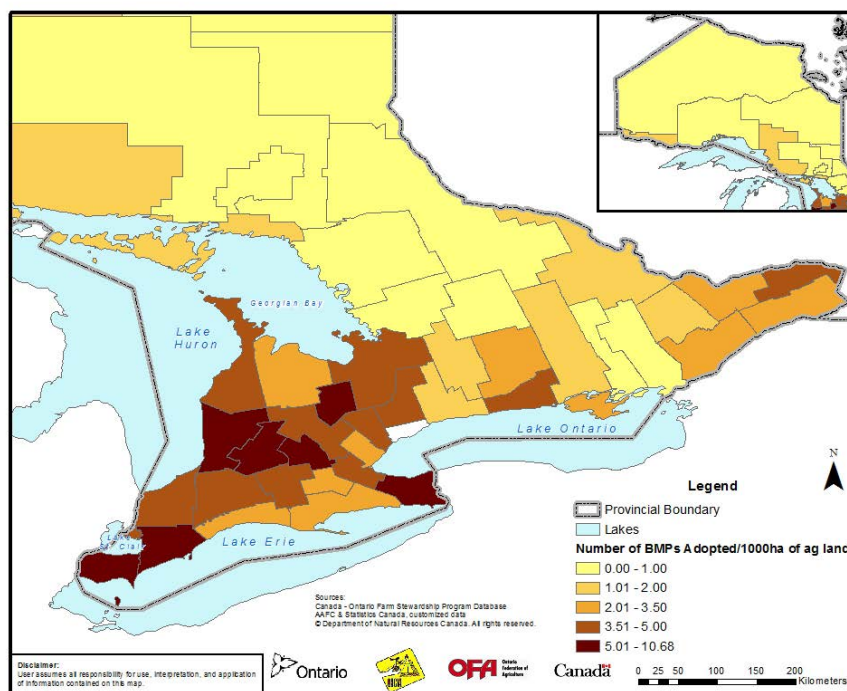 Georgian Bay
Lake
Huron
Lake Ontario
Lake
St. Clair
Lake Erie
N
Legend
Provincial Boundary
Lakes
Number of BMPs Adopted/1000ha of ag land
0.00 - 1.00
1.01 - 2.00
2.01 - 3.50
3.51 - 5.00
5.01 - 10.68
Sources:
Canada - Ontario Farm Stewardship Program Database
AAFC & Statistics Canada, customized data
© Department of Natural Resources Canada. All rights reserved.
Disclaimer:
User assumes all responsibility for use, interpretation, and application
of information contained on this map.
Ontario
OFA
Ontario
Federation of
Agriculture
Canada
0 25 50 100 150 200
Kilometers